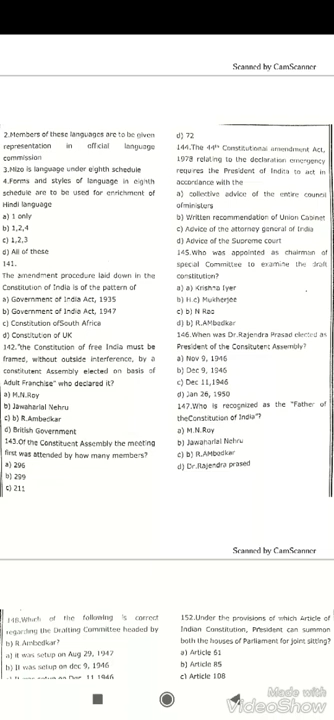 Scanned by CamScanner
2.Members of these languages are to be given
representation in official language
commission
3.Mizo is language under eighth schedule
4.Forms and styles of language in eighth
schedule are to be used for enrichment of
Hindi language
a) 1 only
b) 1,2,4
c) 1,2,3
d) All of these
141.
The amendment procedure laid down in the
Constitution of India is of the pattern of
a) Government of India Act, 1935
b) Government of India Act, 1947
c) Constitution ofSouth Africa
d) Constitution of UK
142."the Constitution of free India must be
framed, without outside interference, by a
constitutent Assembly elected on basis of
Adult Franchise" who declared it?
a) M.N.Roy
b) Jawaharlal Nehru
c) b) R.Ambedkar
d) British Government
143.Of the Constituent Assembly the meeting
first was attended by how many members?
a) 296
b) 299
c) 211
d) 72
144.The 44th Constitutional amendment Act,
1978 relating to the declaration emergency
requires the President of India to act in
accordance with the
a) collective advice of the entire council
ofministers
b) Written recommendation of Union Cabinet
c) Advice of the attorney general of India
d) Advice of the Supreme court
145.Who was appointed as chairman of
special Committee to examine the draft
constitution?
a) a) Krishna Iyer
b) H.c) Mukherjee
c) b) N Rao
d) b) R.AMbedkar
146.When was Dr.Rajendra Prasad elected as
President of the Consitutent Assembly?
a) Nov 9, 1946
b) Dec 9, 1946
c) Dec 11,1946
d) Jan 26, 1950
147.Who is recognized as the "Father of
theConstitution of India"?
a) M.N.Roy
b) Jawaharlal Nehru
c) b) R.AMbedkar
d) Dr.Rajendra prased
Scanned by CamScanner
148.Which of the following is correct
regarding the Drafting Committee headed by
b) R.Ambedkar?
a) It was setup on Aug 29, 1947
b) It was setup on dec 9, 1946
c) It was setup on Dec 11 1946
152.Under the provisions of which Article of
Indian Constitution, President can summon
both the houses of Parliament for joint sitting?
a) Article 61
b) Article 85
c) Article 108
Made with
VideoShow